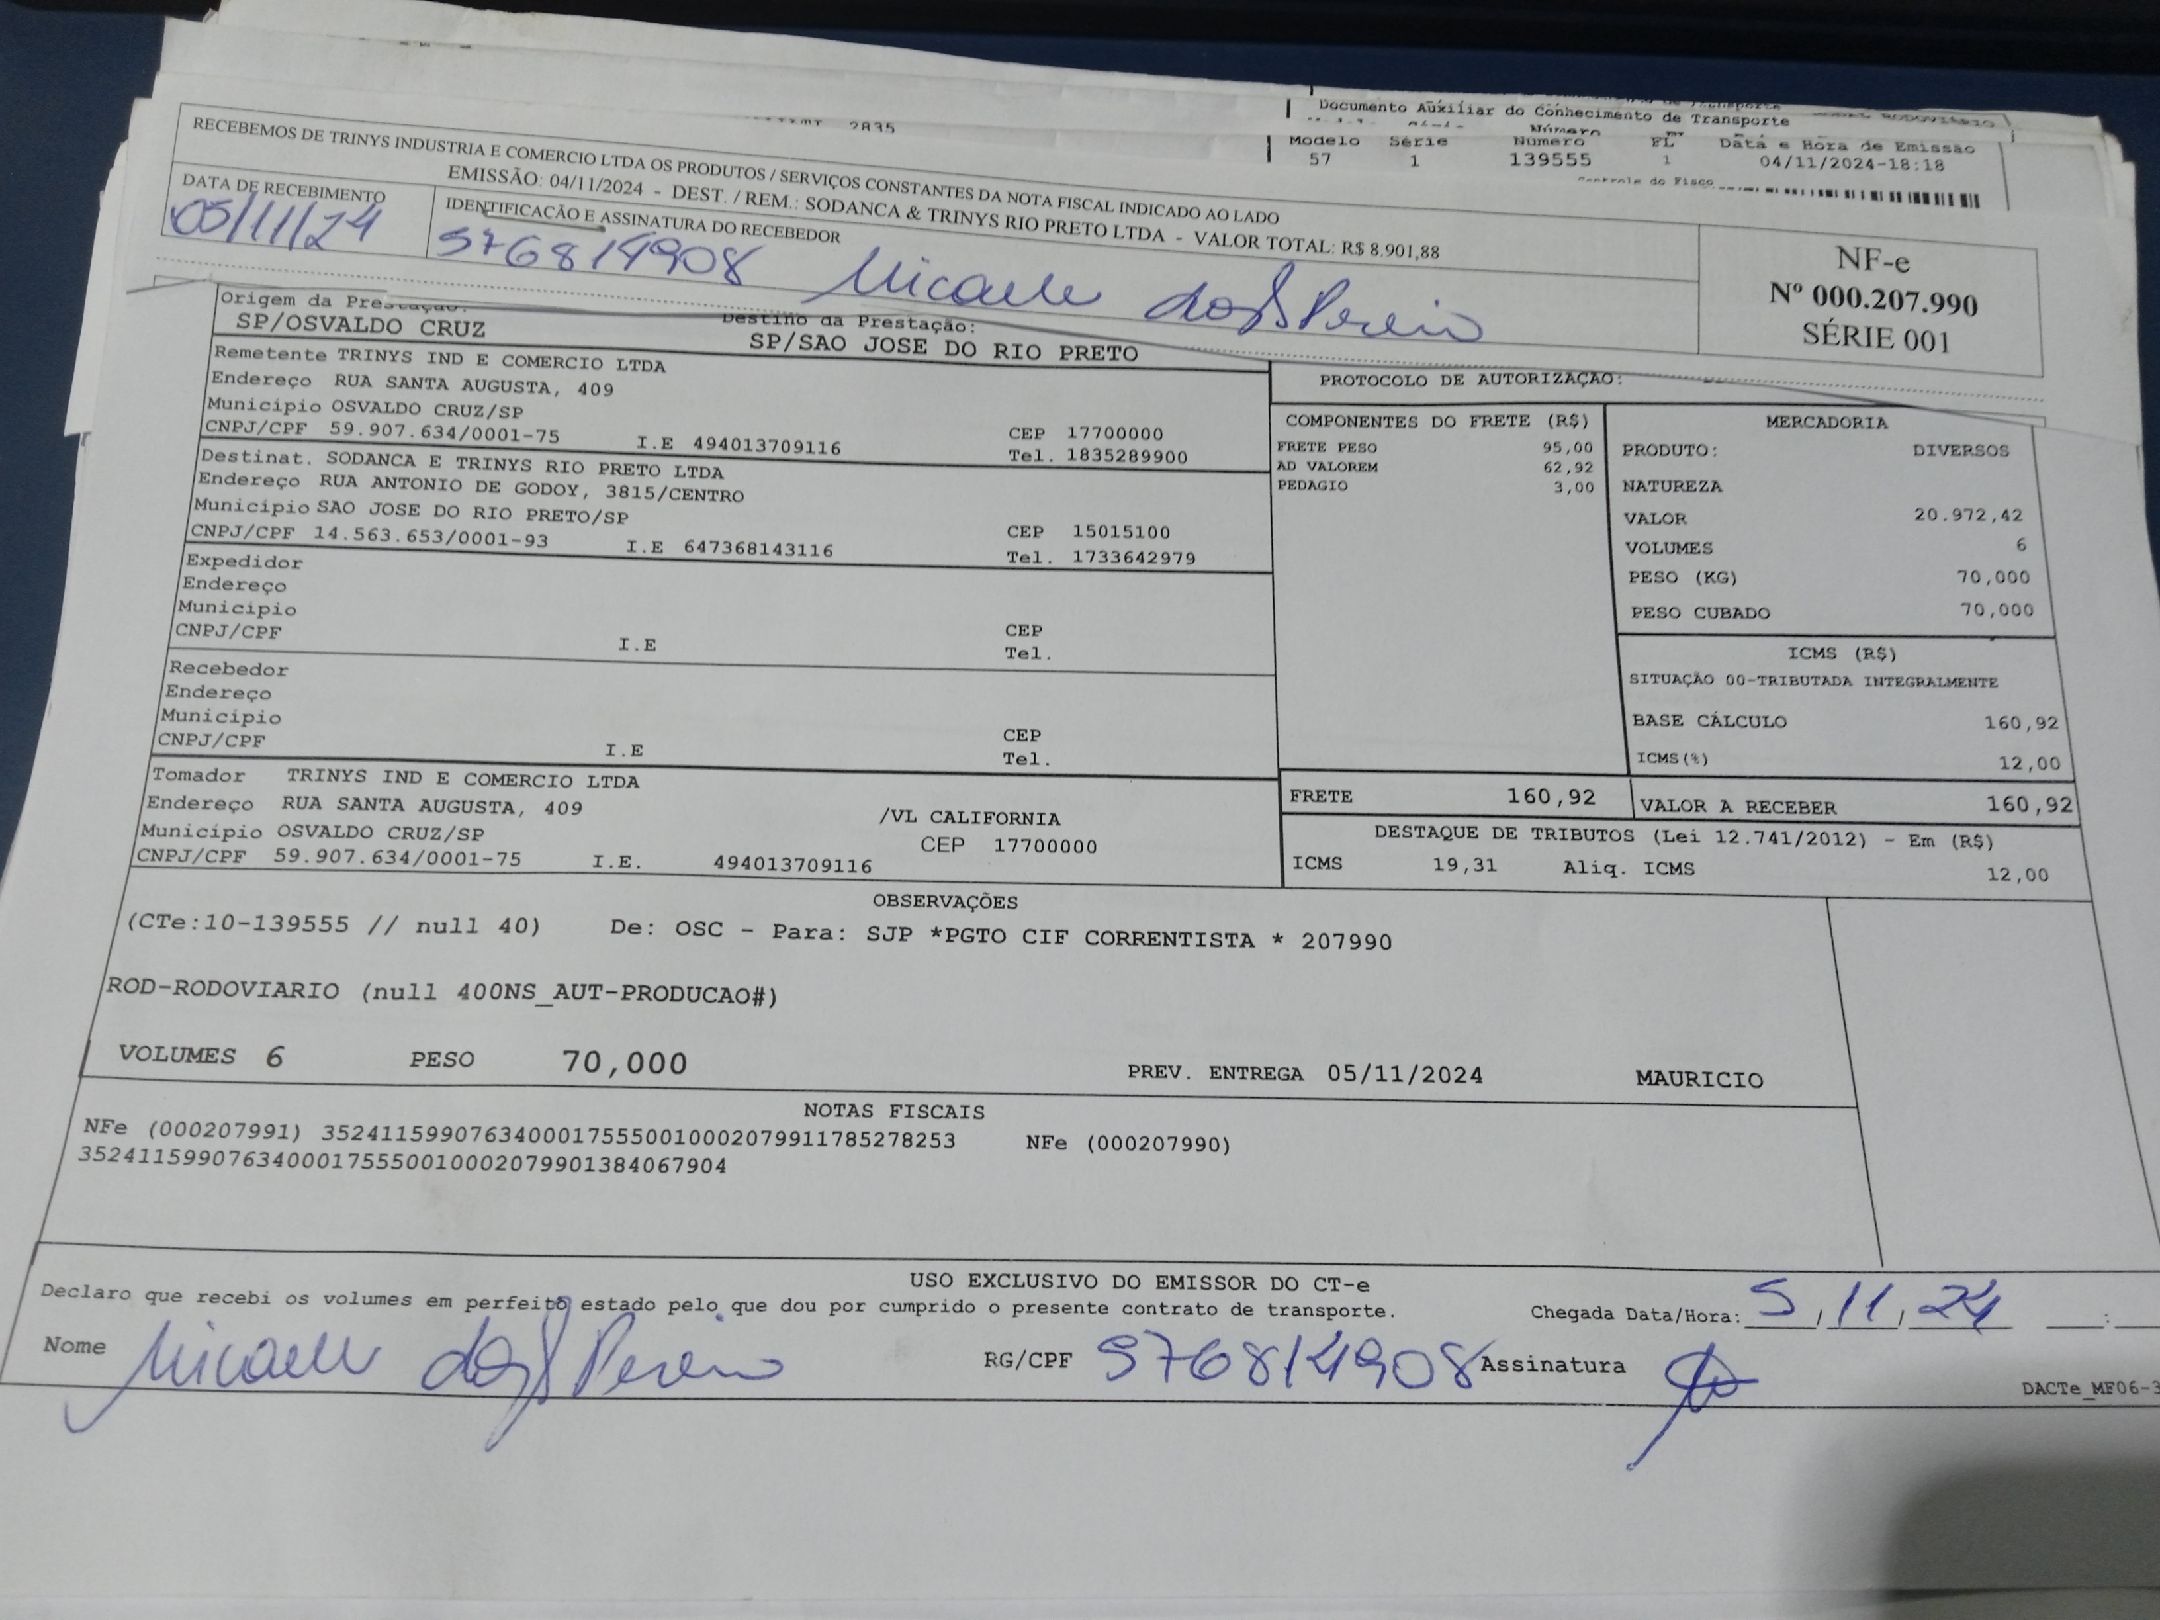 2835
Documento Auxiliar do Conhecimento de Transporte
Modelo Série Número FL Data e Hora de Emissão
57 1 139555 1 04/11/2024-18:18
Controle do Fisco
RECEBEMOS DE TRINYS INDUSTRIA E COMERCIO LTDA OS PRODUTOS / SERVIÇOS CONSTANTES DA NOTA FISCAL INDICADO AO LADO
EMISSÃO: 04/11/2024 - DEST. / REM.: SODANCA & TRINYS RIO PRETO LTDA - VALOR TOTAL: R$ 8.901,88
DATA DE RECEBIMENTO
05/11/24
IDENTIFICAÇÃO E ASSINATURA DO RECEBEDOR
576814908 Micaele dos S Pereira
NF-e
Nº 000.207.990
SÉRIE 001
Origem da Prestação:
SP/OSVALDO CRUZ
Destino da Prestação:
SP/SAO JOSE DO RIO PRETO
Remetente TRINYS IND E COMERCIO LTDA
Endereço RUA SANTA AUGUSTA, 409
Município OSVALDO CRUZ/SP CEP 17700000
CNPJ/CPF 59.907.634/0001-75 I.E 494013709116 Tel. 1835289900
Destinat. SODANCA E TRINYS RIO PRETO LTDA
Endereço RUA ANTONIO DE GODOY, 3815/CENTRO
Município SAO JOSE DO RIO PRETO/SP CEP 15015100
CNPJ/CPF 14.563.653/0001-93 I.E 647368143116 Tel. 1733642979
Expedidor
Endereço
Município
CNPJ/CPF I.E CEP
Tel.
Recebedor
Endereço
Município
CNPJ/CPF I.E CEP
Tel.
Tomador TRINYS IND E COMERCIO LTDA
Endereço RUA SANTA AUGUSTA, 409 /VL CALIFORNIA
Município OSVALDO CRUZ/SP CEP 17700000
CNPJ/CPF 59.907.634/0001-75 I.E. 494013709116
PROTOCOLO DE AUTORIZAÇÃO:
COMPONENTES DO FRETE (R$)
FRETE PESO 95,00
AD VALOREM 62,92
PEDAGIO 3,00
MERCADORIA
PRODUTO: DIVERSOS
NATUREZA
VALOR 20.972,42
VOLUMES 6
PESO (KG) 70,000
PESO CUBADO 70,000
ICMS (R$)
SITUAÇÃO 00-TRIBUTADA INTEGRALMENTE
BASE CÁLCULO 160,92
ICMS(%) 12,00
FRETE 160,92 VALOR A RECEBER 160,92
DESTAQUE DE TRIBUTOS (Lei 12.741/2012) - Em (R$)
ICMS 19,31 Aliq. ICMS 12,00
OBSERVAÇÕES
(CTe:10-139555 // null 40) De: OSC - Para: SJP *PGTO CIF CORRENTISTA * 207990
ROD-RODOVIARIO (null 400NS_AUT-PRODUCAO#)
VOLUMES 6 PESO 70,000 PREV. ENTREGA 05/11/2024 MAURICIO
NOTAS FISCAIS
NFe (000207991) 35241159907634000175550010002079911785278253 NFe (000207990)
35241159907634000175550010002079901384067904
USO EXCLUSIVO DO EMISSOR DO CT-e
Declaro que recebi os volumes em perfeito estado pelo que dou por cumprido o presente contrato de transporte. Chegada Data/Hora: 5/11/24 :
Nome Micaele dos S Pereira RG/CPF 576814908 Assinatura
DACTe_MF06-3